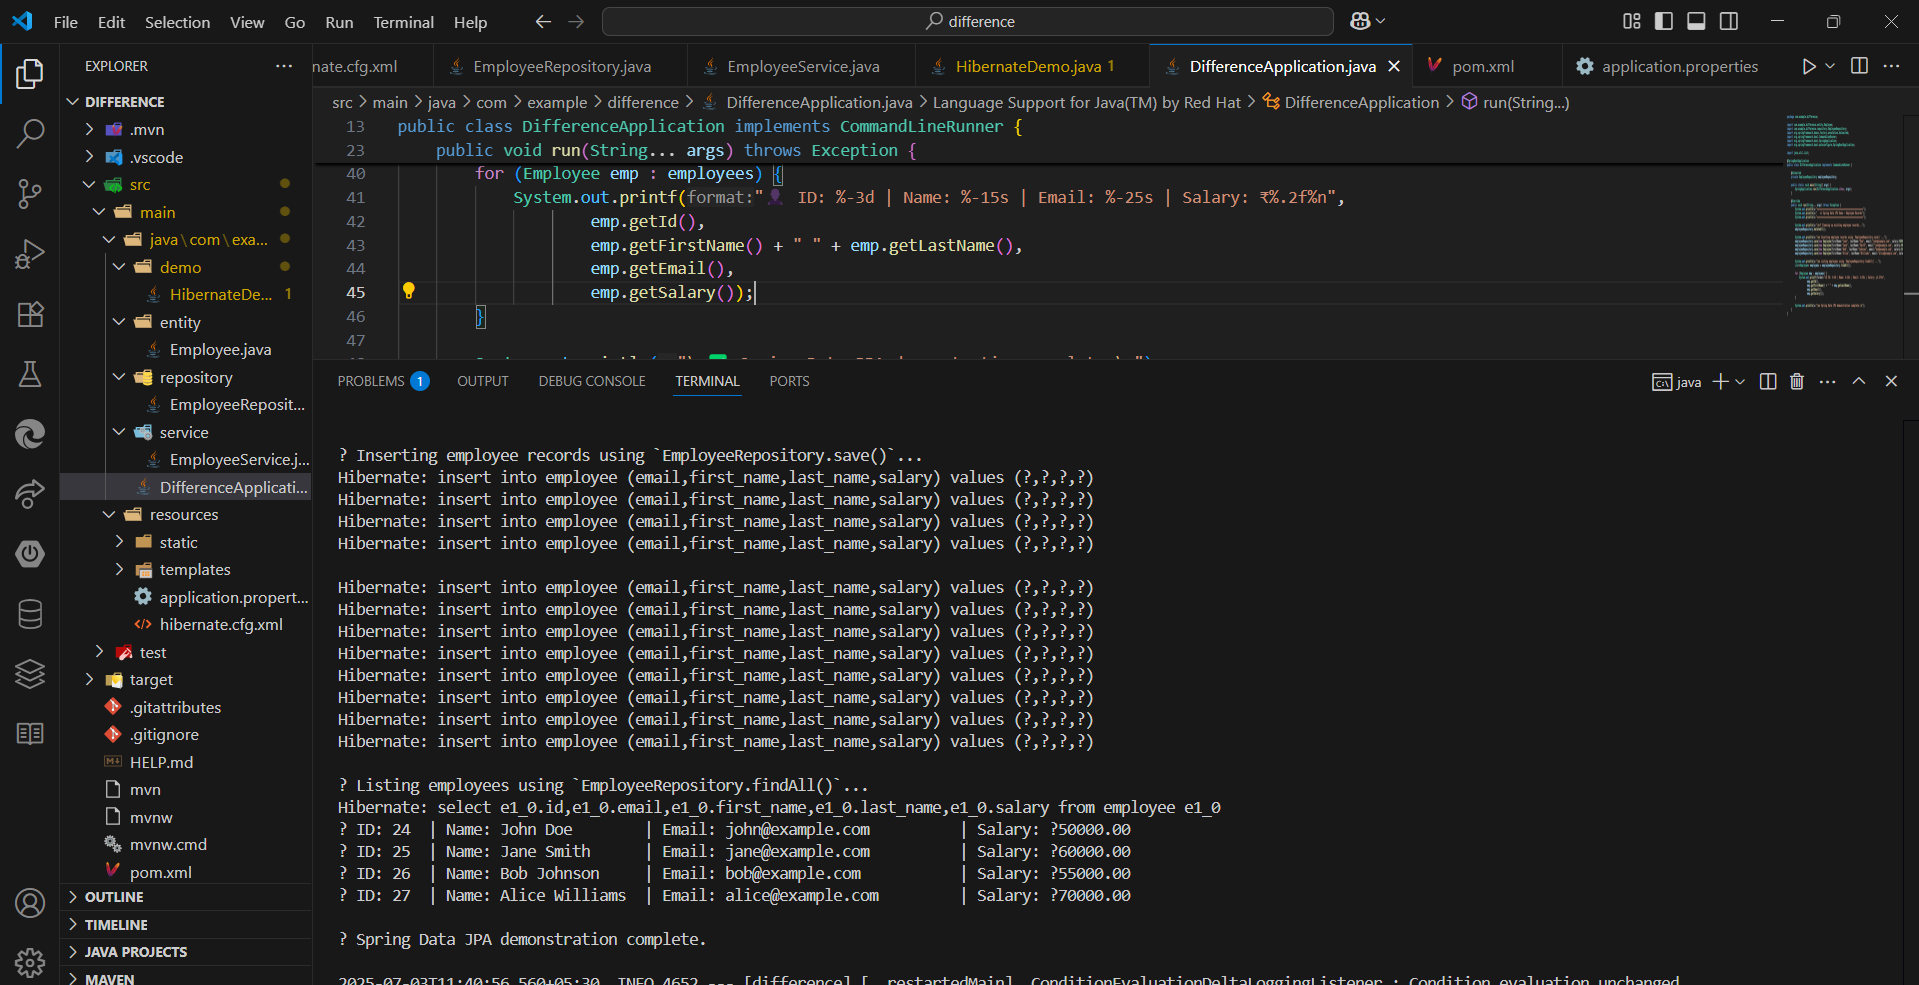 File Edit Selection View Go Run Terminal Help
difference
EXPLORER
nate.cfg.xml EmployeeRepository.java EmployeeService.java HibernateDemo.java 1 DifferenceApplication.java pom.xml application.properties
src > main > java > com > example > difference > DifferenceApplication.java > Language Support for Java(TM) by Red Hat > DifferenceApplication > run(String...)
DIFFERENCE
.mvn
.vscode
src
main
java\com\exa...
demo
HibernateDe... 1
entity
Employee.java
repository
EmployeeReposit...
service
EmployeeService.j...
DifferenceApplicati...
resources
static
templates
application.propert...
hibernate.cfg.xml
test
target
.gitattributes
.gitignore
HELP.md
mvn
mvnw
mvnw.cmd
pom.xml
OUTLINE
TIMELINE
JAVA PROJECTS
MAVEN
13 public class DifferenceApplication implements CommandLineRunner {
23 public void run(String... args) throws Exception {
40 for (Employee emp : employees) {
41 System.out.printf(format:"👤 ID: %-3d | Name: %-15s | Email: %-25s | Salary: ₹%.2f%n",
42 emp.getId(),
43 emp.getFirstName() + " " + emp.getLastName(),
44 emp.getEmail(),
45 emp.getSalary());
46 }
47
PROBLEMS 1 OUTPUT DEBUG CONSOLE TERMINAL PORTS
java
? Inserting employee records using `EmployeeRepository.save()`...
Hibernate: insert into employee (email,first_name,last_name,salary) values (?,?,?,?)
Hibernate: insert into employee (email,first_name,last_name,salary) values (?,?,?,?)
Hibernate: insert into employee (email,first_name,last_name,salary) values (?,?,?,?)
Hibernate: insert into employee (email,first_name,last_name,salary) values (?,?,?,?)
Hibernate: insert into employee (email,first_name,last_name,salary) values (?,?,?,?)
Hibernate: insert into employee (email,first_name,last_name,salary) values (?,?,?,?)
Hibernate: insert into employee (email,first_name,last_name,salary) values (?,?,?,?)
Hibernate: insert into employee (email,first_name,last_name,salary) values (?,?,?,?)
Hibernate: insert into employee (email,first_name,last_name,salary) values (?,?,?,?)
Hibernate: insert into employee (email,first_name,last_name,salary) values (?,?,?,?)
Hibernate: insert into employee (email,first_name,last_name,salary) values (?,?,?,?)
Hibernate: insert into employee (email,first_name,last_name,salary) values (?,?,?,?)
? Listing employees using `EmployeeRepository.findAll()`...
Hibernate: select e1_0.id,e1_0.email,e1_0.first_name,e1_0.last_name,e1_0.salary from employee e1_0
? ID: 24 | Name: John Doe | Email: john@example.com | Salary: ?50000.00
? ID: 25 | Name: Jane Smith | Email: jane@example.com | Salary: ?60000.00
? ID: 26 | Name: Bob Johnson | Email: bob@example.com | Salary: ?55000.00
? ID: 27 | Name: Alice Williams | Email: alice@example.com | Salary: ?70000.00
? Spring Data JPA demonstration complete.
2025-07-03T11:40:56.560+05:30 INFO 4652 --- [difference] [ restartedMain] ConditionEvaluationDeltaLoggingListener : Condition evaluation unchanged